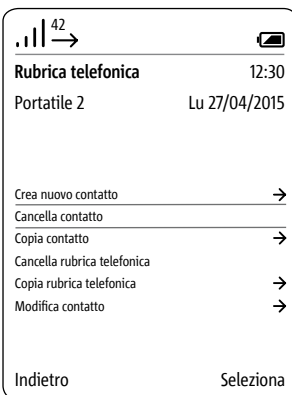 42
Rubrica telefonica 12:30
Portatile 2 Lu 27/04/2015
Crea nuovo contatto
Cancella contatto
Copia contatto
Cancella rubrica telefonica
Copia rubrica telefonica
Modifica contatto
Indietro Seleziona